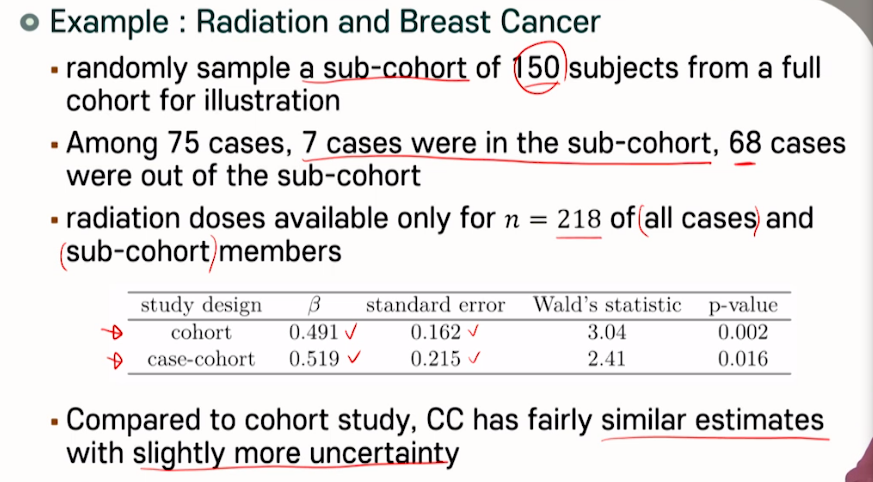 Example : Radiation and Breast Cancer
▪ randomly sample a sub-cohort of 150 subjects from a full
cohort for illustration
▪ Among 75 cases, 7 cases were in the sub-cohort, 68 cases
were out of the sub-cohort
▪ radiation doses available only for n = 218 of all cases and
sub-cohort members
study design β standard error Wald's statistic p-value
cohort 0.491 0.162 3.04 0.002
case-cohort 0.519 0.215 2.41 0.016
▪ Compared to cohort study, CC has fairly similar estimates
with slightly more uncertainty